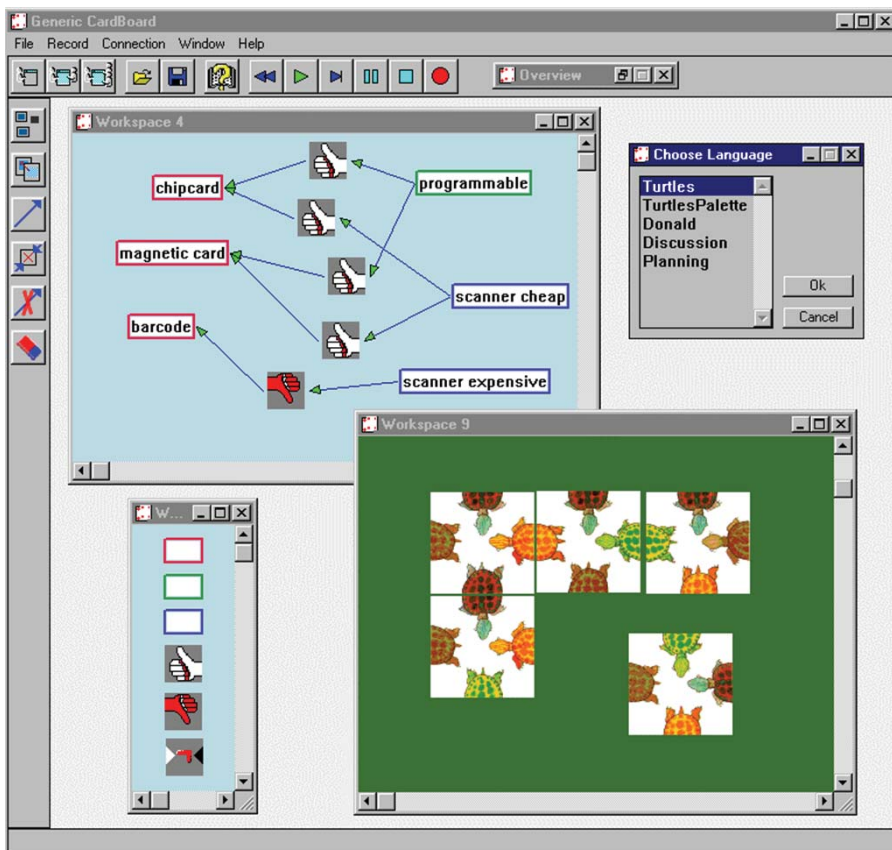 Generic CardBoard
File Record Connection Window Help
Overview
Workspace 4
chipcard
programmable
magnetic card
scanner cheap
barcode
scanner expensive
Choose Language
Turtles
TurtlesPalette
Donald
Discussion
Planning
Ok
Cancel
Workspace 9
W...